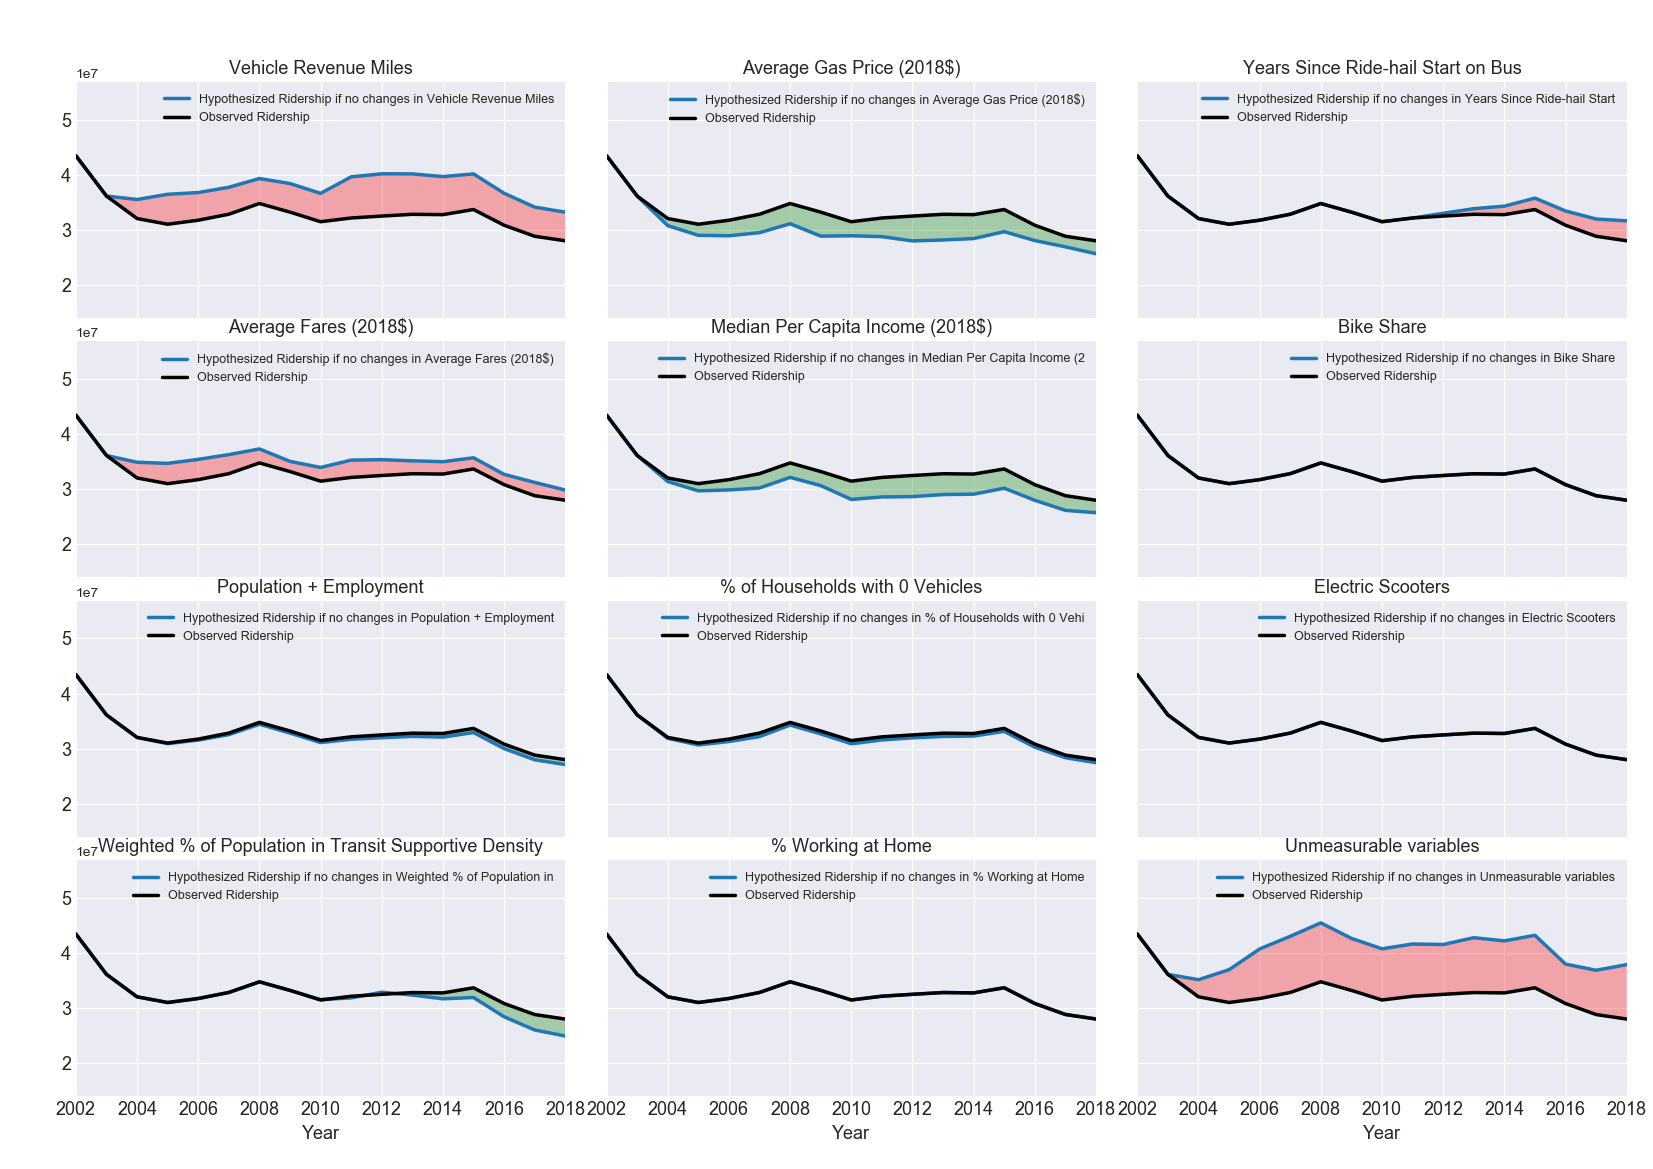 Vehicle Revenue Miles
1e7
Hypothesized Ridership if no changes in Vehicle Revenue Miles
Observed Ridership
5
4
3
2
Average Gas Price (2018$)
Hypothesized Ridership if no changes in Average Gas Price (2018$)
Observed Ridership
Years Since Ride-hail Start on Bus
Hypothesized Ridership if no changes in Years Since Ride-hail Start
Observed Ridership
Average Fares (2018$)
1e7
Hypothesized Ridership if no changes in Average Fares (2018$)
Observed Ridership
5
4
3
2
Median Per Capita Income (2018$)
Hypothesized Ridership if no changes in Median Per Capita Income (2
Observed Ridership
Bike Share
Hypothesized Ridership if no changes in Bike Share
Observed Ridership
Population + Employment
1e7
Hypothesized Ridership if no changes in Population + Employment
Observed Ridership
5
4
3
2
% of Households with 0 Vehicles
Hypothesized Ridership if no changes in % of Households with 0 Vehi
Observed Ridership
Electric Scooters
Hypothesized Ridership if no changes in Electric Scooters
Observed Ridership
Weighted % of Population in Transit Supportive Density
1e7
Hypothesized Ridership if no changes in Weighted % of Population in
Observed Ridership
5
4
3
2
2002 2004 2006 2008 2010 2012 2014 2016 2018
Year
% Working at Home
Hypothesized Ridership if no changes in % Working at Home
Observed Ridership
2002 2004 2006 2008 2010 2012 2014 2016 2018
Year
Unmeasurable variables
Hypothesized Ridership if no changes in Unmeasurable variables
Observed Ridership
2002 2004 2006 2008 2010 2012 2014 2016 2018
Year